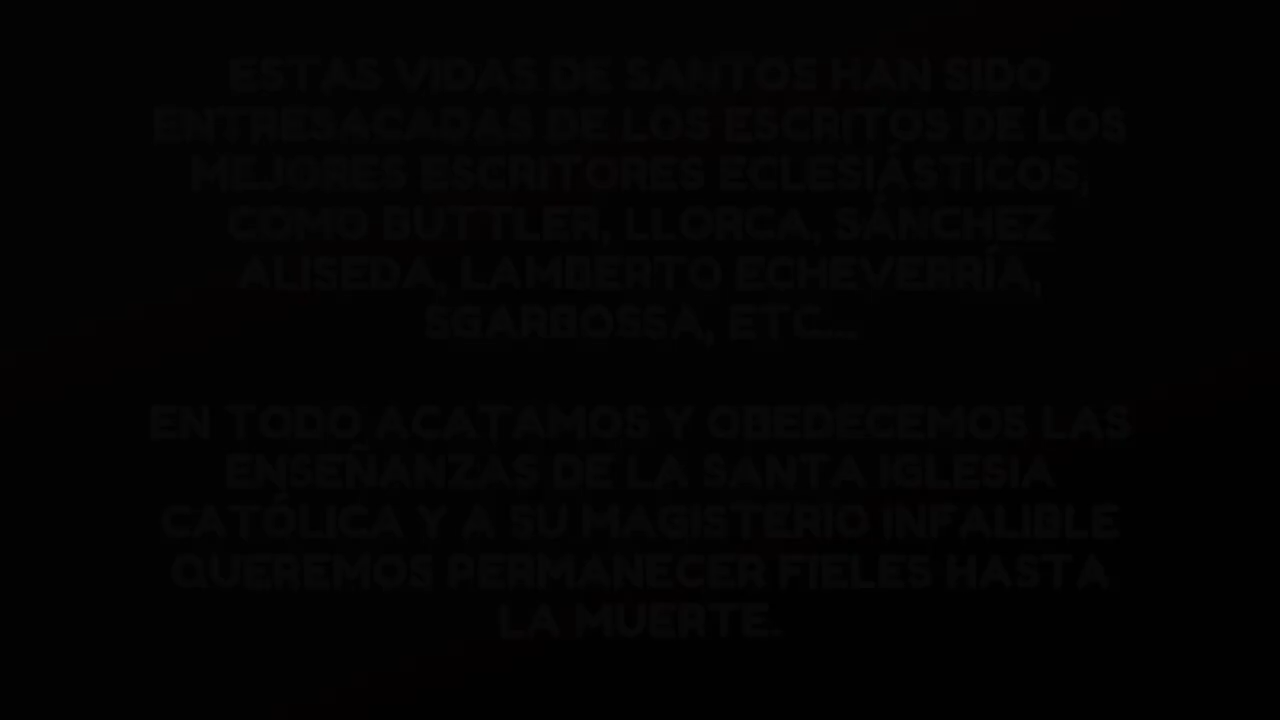 ESTAS VIDAS DE SANTOS HAN SIDO
ENTRESACADAS DE LOS ESCRITOS DE LOS
MEJORES ESCRITORES ECLESIÁSTICOS,
COMO BUTTLER, LLORCA, SÁNCHEZ
ALISEDA, LAMBERTO ECHEVERRÍA,
SGARBOSSA, ETC...
EN TODO ACATAMOS Y OBEDECEMOS LAS
ENSEÑANZAS DE LA SANTA IGLESIA
CATÓLICA Y A SU MAGISTERIO INFALIBLE
QUEREMOS PERMANECER FIELES HASTA
LA MUERTE.